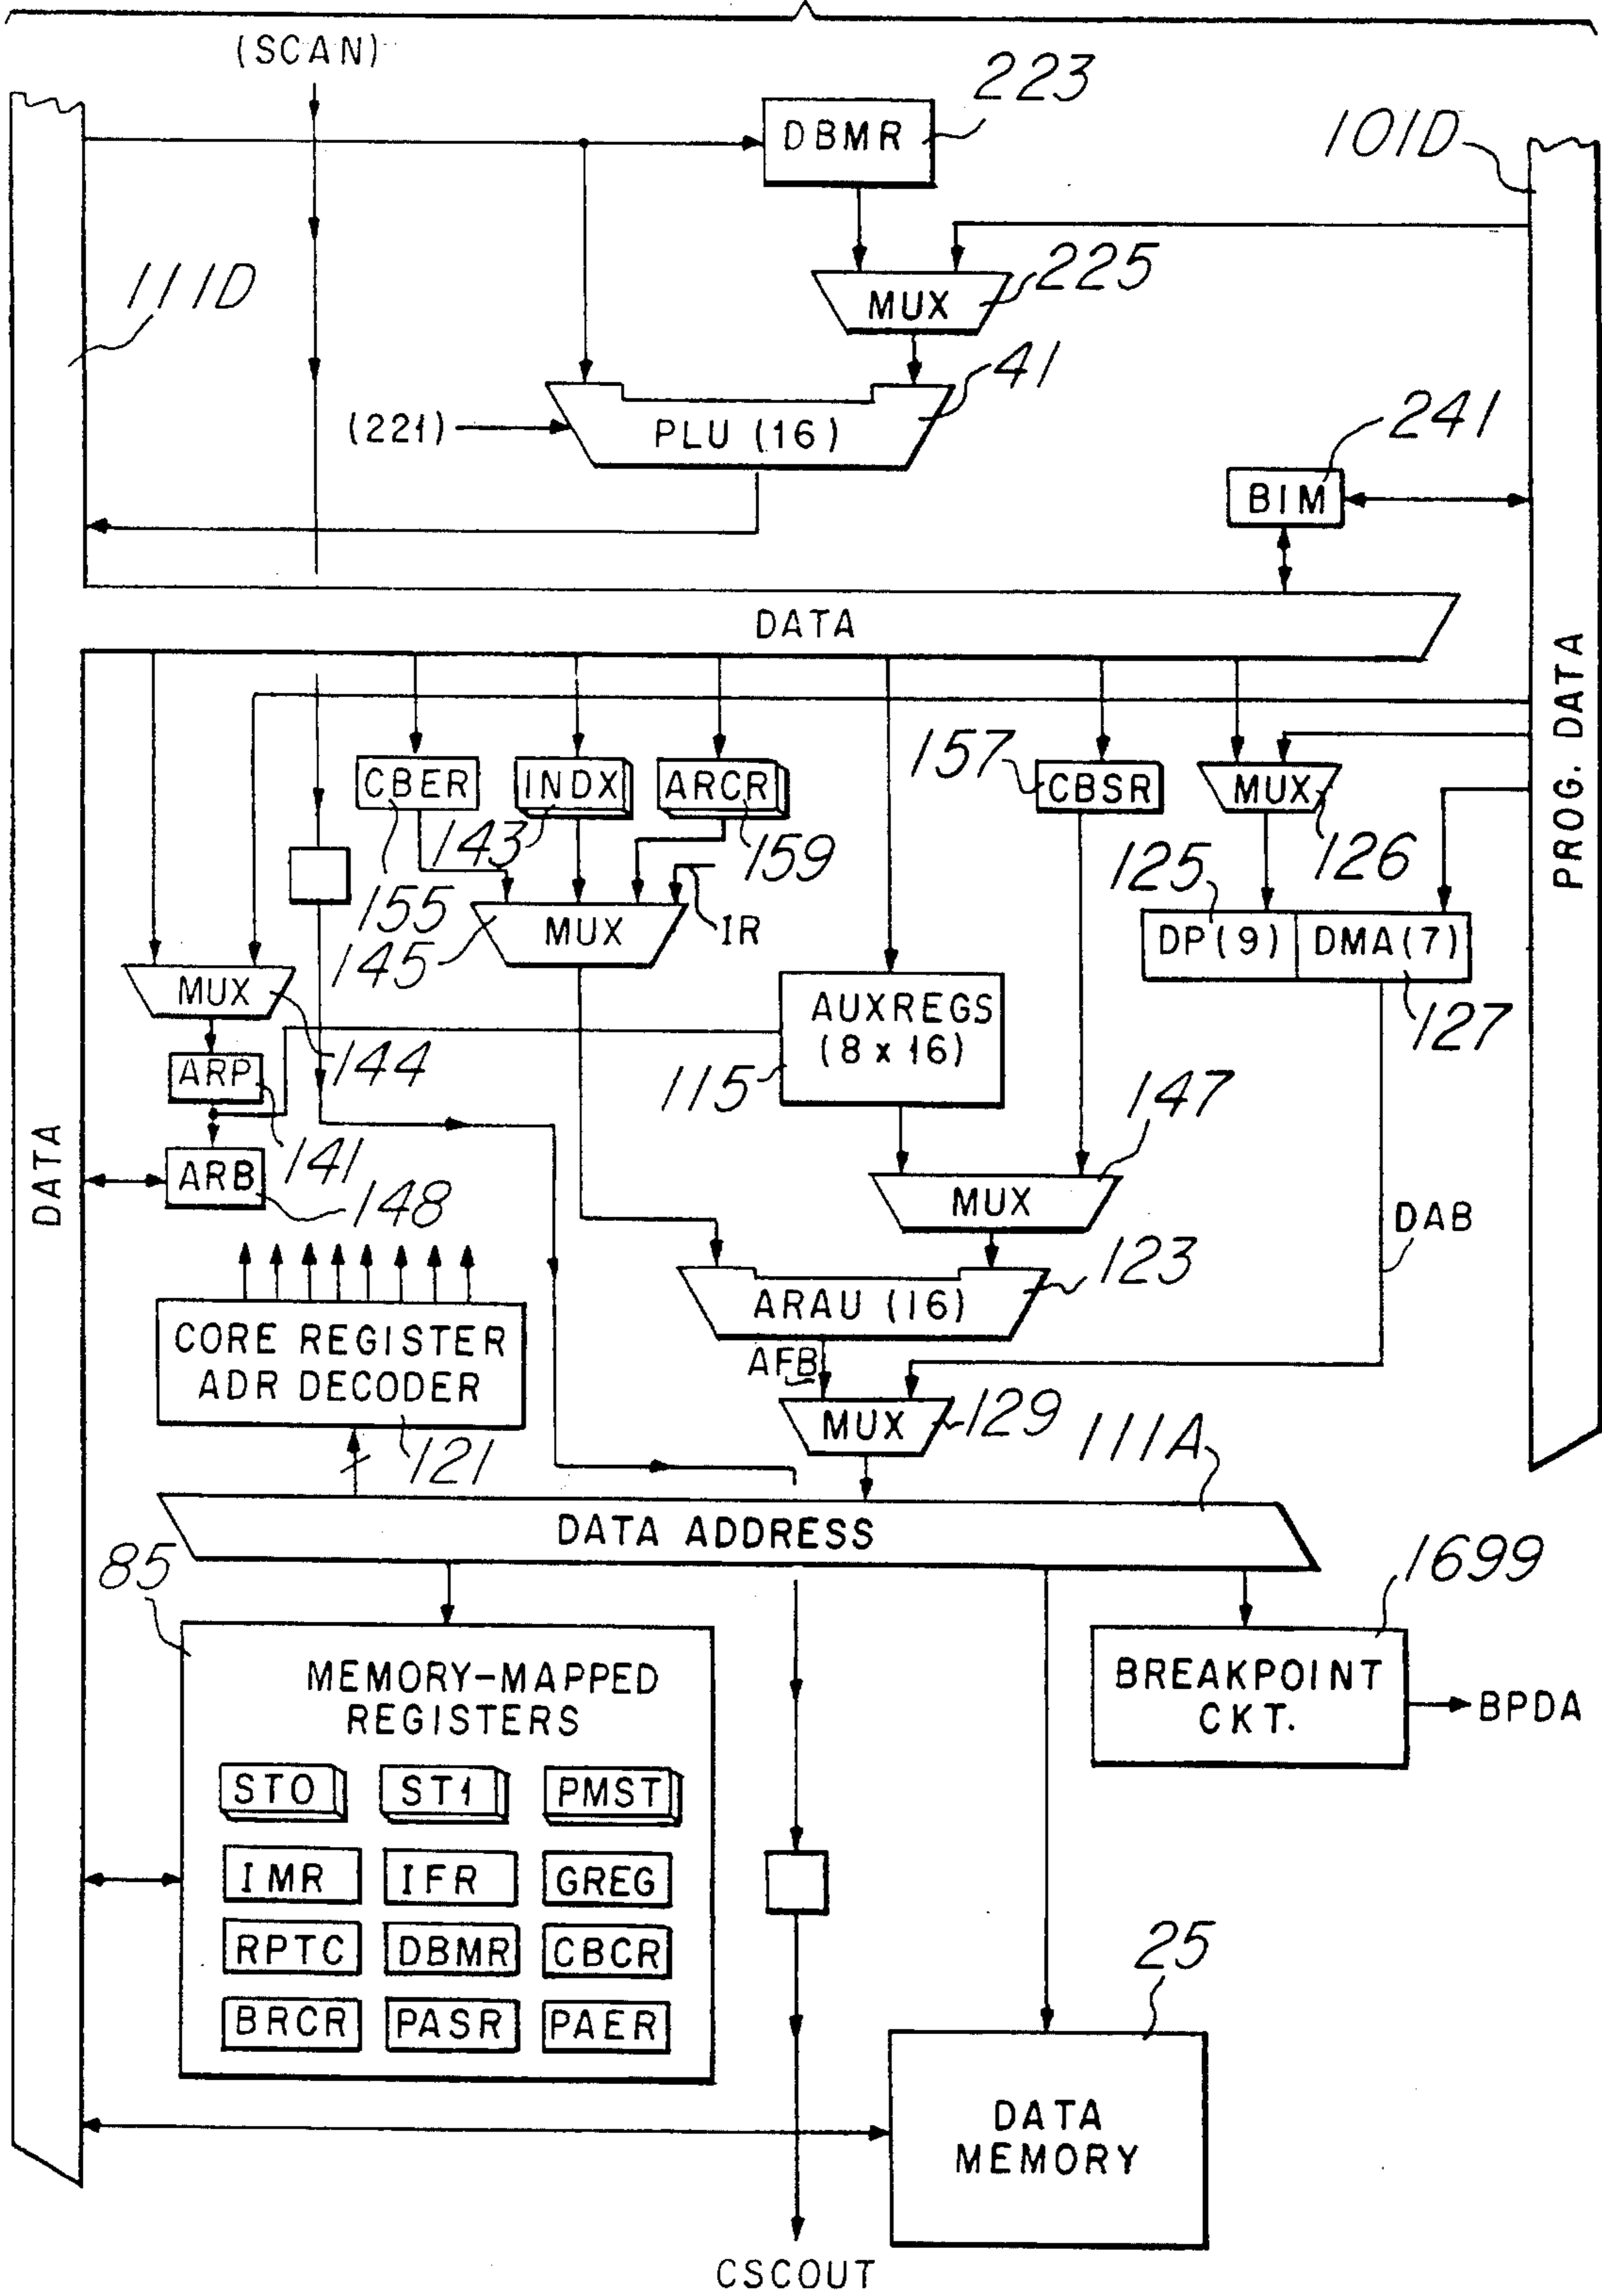 (SCAN)
223
DBMR
101D
111D
225
MUX
41
(221)
PLU (16)
241
BIM
DATA
PROG. DATA
CBER
INDX
ARCR
157
CBSR
MUX
143
159
126
155
125
145
MUX
IR
DP(9)
DMA(7)
MUX
AUXREGS
(8 x 16)
127
ARP
144
115
147
141
ARB
148
MUX
DATA
DAB
123
ARAU (16)
CORE REGISTER
ADR DECODER
AFB
MUX
129
111A
121
DATA ADDRESS
85
1699
MEMORY-MAPPED
REGISTERS
BREAKPOINT
CKT.
BPDA
ST0
ST1
PMST
IMR
IFR
GREG
RPTC
DBMR
CBCR
25
BRCR
PASR
PAER
DATA
MEMORY
CSCOUT